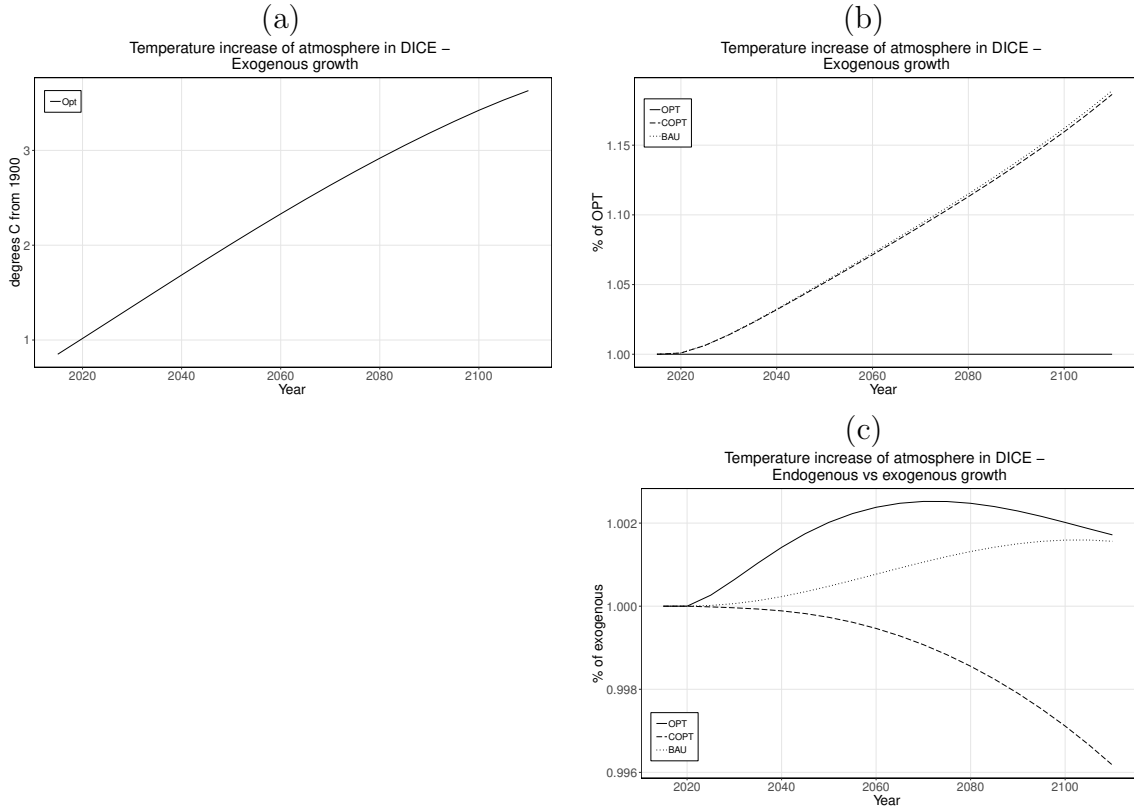 (a)
Temperature increase of atmosphere in DICE −
Exogenous growth
Opt
degrees C from 1900
3
2
1
2020 2040 2060 2080 2100
Year
(b)
Temperature increase of atmosphere in DICE −
Exogenous growth
OPT
COPT
BAU
% of OPT
1.15
1.10
1.05
1.00
2020 2040 2060 2080 2100
Year
(c)
Temperature increase of atmosphere in DICE −
Endogenous vs exogenous growth
% of exogenous
1.002
1.000
0.998
0.996
OPT
COPT
BAU
2020 2040 2060 2080 2100
Year